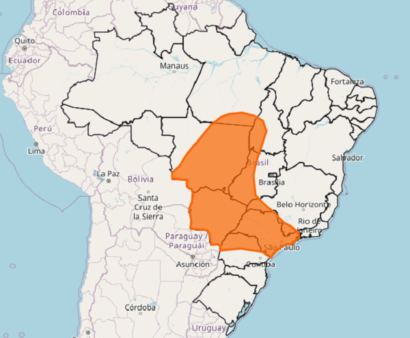 Colombia
Guyana
Quito
Ecuador
Manaus
Fortaleza
Perú
Lima
Brasil
Salvador
La Paz
Bolivia
Brasília
Santa
Cruz de
la Sierra
Belo Horizonte
Rio de
Janeiro
Paraguay /
Paraguái
São Paulo
Asunción
Curitiba
Córdoba
Uruguay